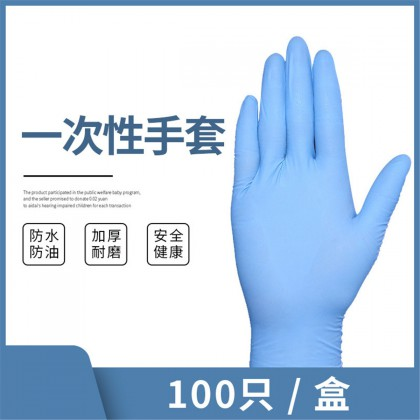 一次性手套
The product participated in the public welfare baby program,
and the seller promised to donate 0.02 yuan
to aidai's hearing-impaired children for each transaction
防水
防油
加厚
耐磨
安全
健康
100只 / 盒